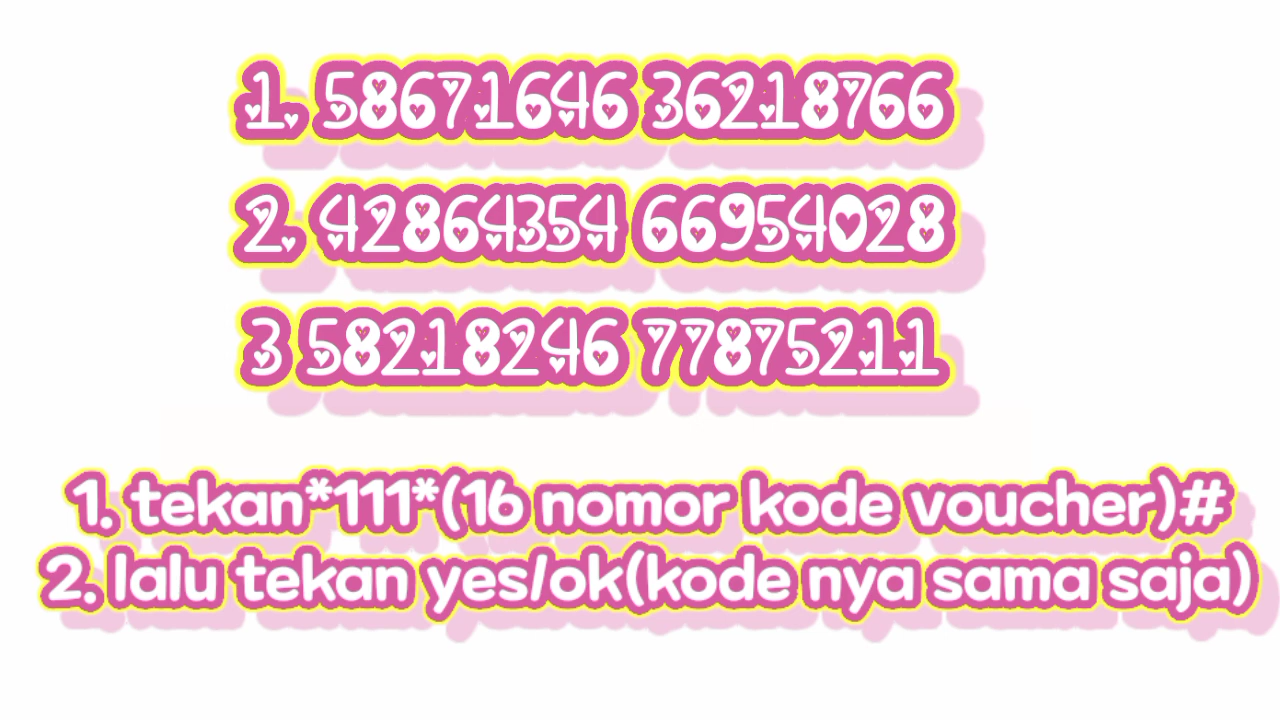 1. 58671646 36218766
2. 42864354 66954028
3 58218246 77875211
1. tekan*111*(16 nomor kode voucher)#
2. lalu tekan yes/ok(kode nya sama saja)